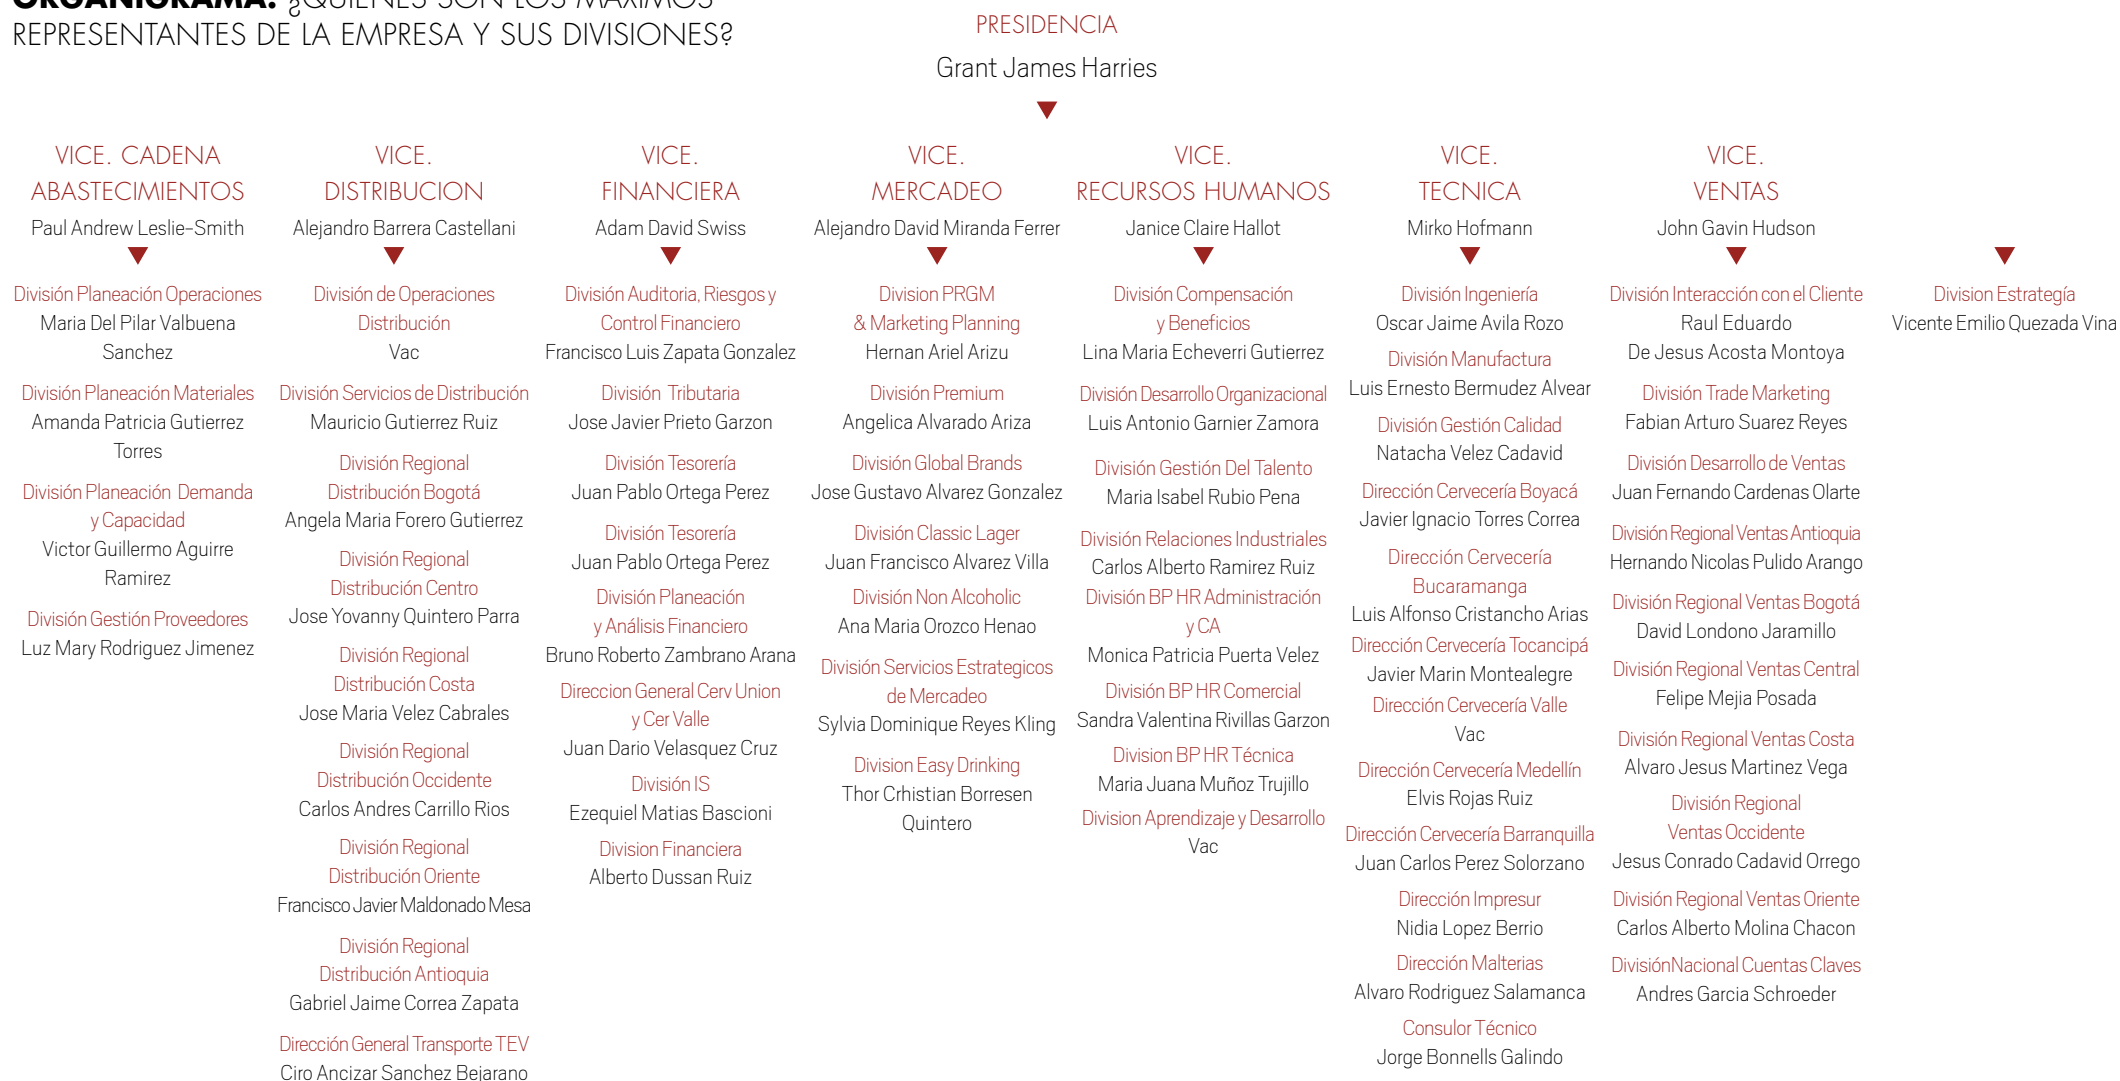 ORGANIGRAMA: ¿QUIÉNES SON LOS MÁXIMOS
REPRESENTANTES DE LA EMPRESA Y SUS DIVISIONES?
PRESIDENCIA
Grant James Harries
VICE. CADENA
ABASTECIMIENTOS
Paul Andrew Leslie-Smith
División Planeación Operaciones
Maria Del Pilar Valbuena
Sanchez
División Planeación Materiales
Amanda Patricia Gutierrez
Torres
División Planeación Demanda
y Capacidad
Victor Guillermo Aguirre
Ramirez
División Gestión Proveedores
Luz Mary Rodriguez Jimenez
VICE.
DISTRIBUCION
Alejandro Barrera Castellani
División de Operaciones
Distribución
Vac
División Servicios de Distribución
Mauricio Gutierrez Ruiz
División Regional
Distribución Bogotá
Angela Maria Forero Gutierrez
División Regional
Distribución Centro
Jose Yovanny Quintero Parra
División Regional
Distribución Costa
Jose Maria Velez Cabrales
División Regional
Distribución Occidente
Carlos Andres Carrillo Rios
División Regional
Distribución Oriente
Francisco Javier Maldonado Mesa
División Regional
Distribución Antioquia
Gabriel Jaime Correa Zapata
Dirección General Transporte TEV
Ciro Ancizar Sanchez Bejarano
VICE.
FINANCIERA
Adam David Swiss
División Auditoria, Riesgos y
Control Financiero
Francisco Luis Zapata Gonzalez
División Tributaria
Jose Javier Prieto Garzon
División Tesorería
Juan Pablo Ortega Perez
División Tesorería
Juan Pablo Ortega Perez
División Planeación
y Análisis Financiero
Bruno Roberto Zambrano Arana
Direccion General Cerv Union
y Cer Valle
Juan Dario Velasquez Cruz
División IS
Ezequiel Matias Bascioni
Division Financiera
Alberto Dussan Ruiz
VICE.
MERCADEO
Alejandro David Miranda Ferrer
Division PRGM
& Marketing Planning
Hernan Ariel Arizu
División Premium
Angelica Alvarado Ariza
División Global Brands
Jose Gustavo Alvarez Gonzalez
División Classic Lager
Juan Francisco Alvarez Villa
División Non Alcoholic
Ana Maria Orozco Henao
División Servicios Estrategicos
de Mercadeo
Sylvia Dominique Reyes Kling
Division Easy Drinking
Thor Crhistian Borresen
Quintero
VICE.
RECURSOS HUMANOS
Janice Claire Hallot
División Compensación
y Beneficios
Lina Maria Echeverri Gutierrez
División Desarrollo Organizacional
Luis Antonio Garnier Zamora
División Gestión Del Talento
Maria Isabel Rubio Pena
División Relaciones Industriales
Carlos Alberto Ramirez Ruiz
División BP HR Administración
y CA
Monica Patricia Puerta Velez
División BP HR Comercial
Sandra Valentina Rivillas Garzon
Division BP HR Técnica
Maria Juana Muñoz Trujillo
Division Aprendizaje y Desarrollo
Vac
VICE.
TECNICA
Mirko Hofmann
División Ingeniería
Oscar Jaime Avila Rozo
División Manufactura
Luis Ernesto Bermudez Alvear
División Gestión Calidad
Natacha Velez Cadavid
Dirección Cervecería Boyacá
Javier Ignacio Torres Correa
Dirección Cervecería
Bucaramanga
Luis Alfonso Cristancho Arias
Dirección Cervecería Tocancipá
Javier Marin Montealegre
Dirección Cervecería Valle
Vac
Dirección Cervecería Medellín
Elvis Rojas Ruiz
Dirección Cervecería Barranquilla
Juan Carlos Perez Solorzano
Dirección Impresur
Nidia Lopez Berrio
Dirección Malterias
Alvaro Rodriguez Salamanca
Consulor Técnico
Jorge Bonnells Galindo
VICE.
VENTAS
John Gavin Hudson
División Interacción con el Cliente
Raul Eduardo
De Jesus Acosta Montoya
División Trade Marketing
Fabian Arturo Suarez Reyes
División Desarrollo de Ventas
Juan Fernando Cardenas Olarte
División Regional Ventas Antioquia
Hernando Nicolas Pulido Arango
División Regional Ventas Bogotá
David Londono Jaramillo
División Regional Ventas Central
Felipe Mejia Posada
División Regional Ventas Costa
Alvaro Jesus Martinez Vega
División Regional
Ventas Occidente
Jesus Conrado Cadavid Orrego
División Regional Ventas Oriente
Carlos Alberto Molina Chacon
DivisiónNacional Cuentas Claves
Andres Garcia Schroeder
Division Estrategía
Vicente Emilio Quezada Vina